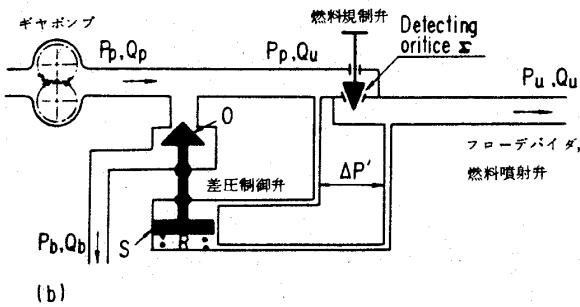 ギヤポンプ
燃料規制弁
Detecting
orifice I
Pp,Qp
Pp,Qu
Pu,Qu
O
フローデバイダ,
燃料噴射弁
差圧制御弁
ΔP'
Pb,Qb
S
R
(b)